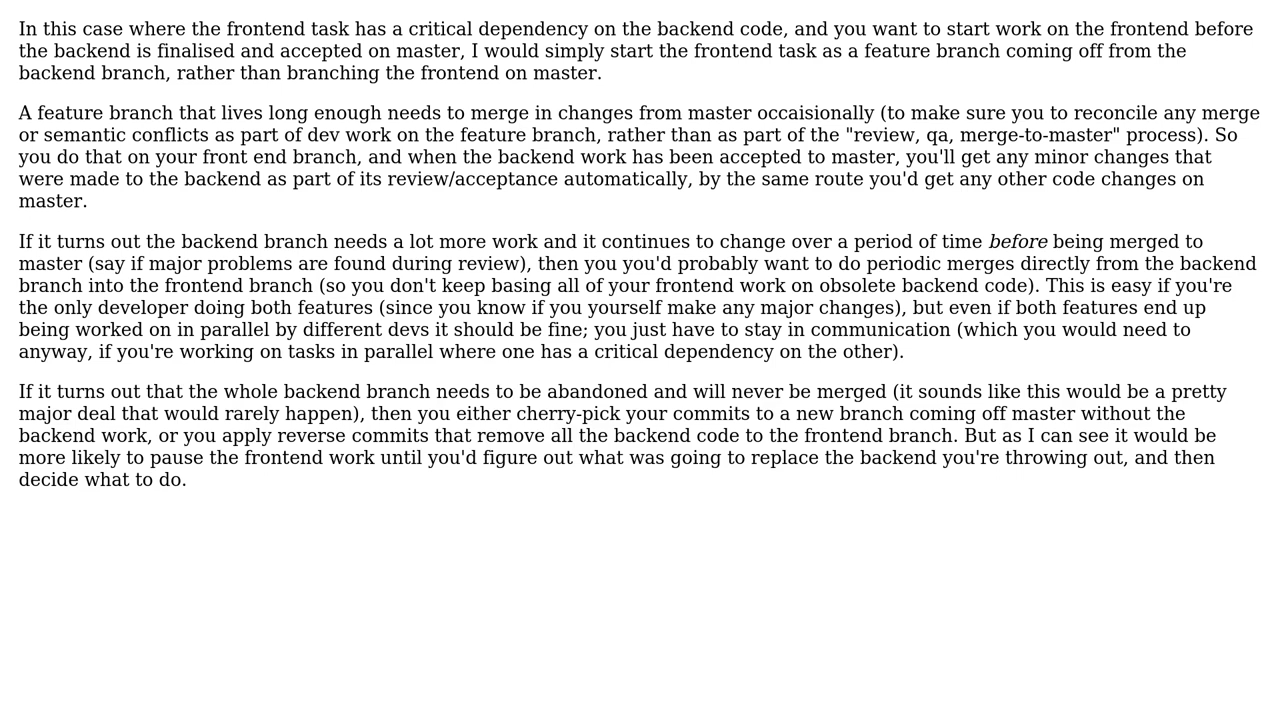 In this case where the frontend task has a critical dependency on the backend code, and you want to start work on the frontend before
the backend is finalised and accepted on master, I would simply start the frontend task as a feature branch coming off from the
backend branch, rather than branching the frontend on master.
A feature branch that lives long enough needs to merge in changes from master occaisionally (to make sure you to reconcile any merge
or semantic conflicts as part of dev work on the feature branch, rather than as part of the "review, qa, merge-to-master" process). So
you do that on your front end branch, and when the backend work has been accepted to master, you'll get any minor changes that
were made to the backend as part of its review/acceptance automatically, by the same route you'd get any other code changes on
master.
If it turns out the backend branch needs a lot more work and it continues to change over a period of time before being merged to
master (say if major problems are found during review), then you you'd probably want to do periodic merges directly from the backend
branch into the frontend branch (so you don't keep basing all of your frontend work on obsolete backend code). This is easy if you're
the only developer doing both features (since you know if you yourself make any major changes), but even if both features end up
being worked on in parallel by different devs it should be fine; you just have to stay in communication (which you would need to
anyway, if you're working on tasks in parallel where one has a critical dependency on the other).
If it turns out that the whole backend branch needs to be abandoned and will never be merged (it sounds like this would be a pretty
major deal that would rarely happen), then you either cherry-pick your commits to a new branch coming off master without the
backend work, or you apply reverse commits that remove all the backend code to the frontend branch. But as I can see it would be
more likely to pause the frontend work until you'd figure out what was going to replace the backend you're throwing out, and then
decide what to do.